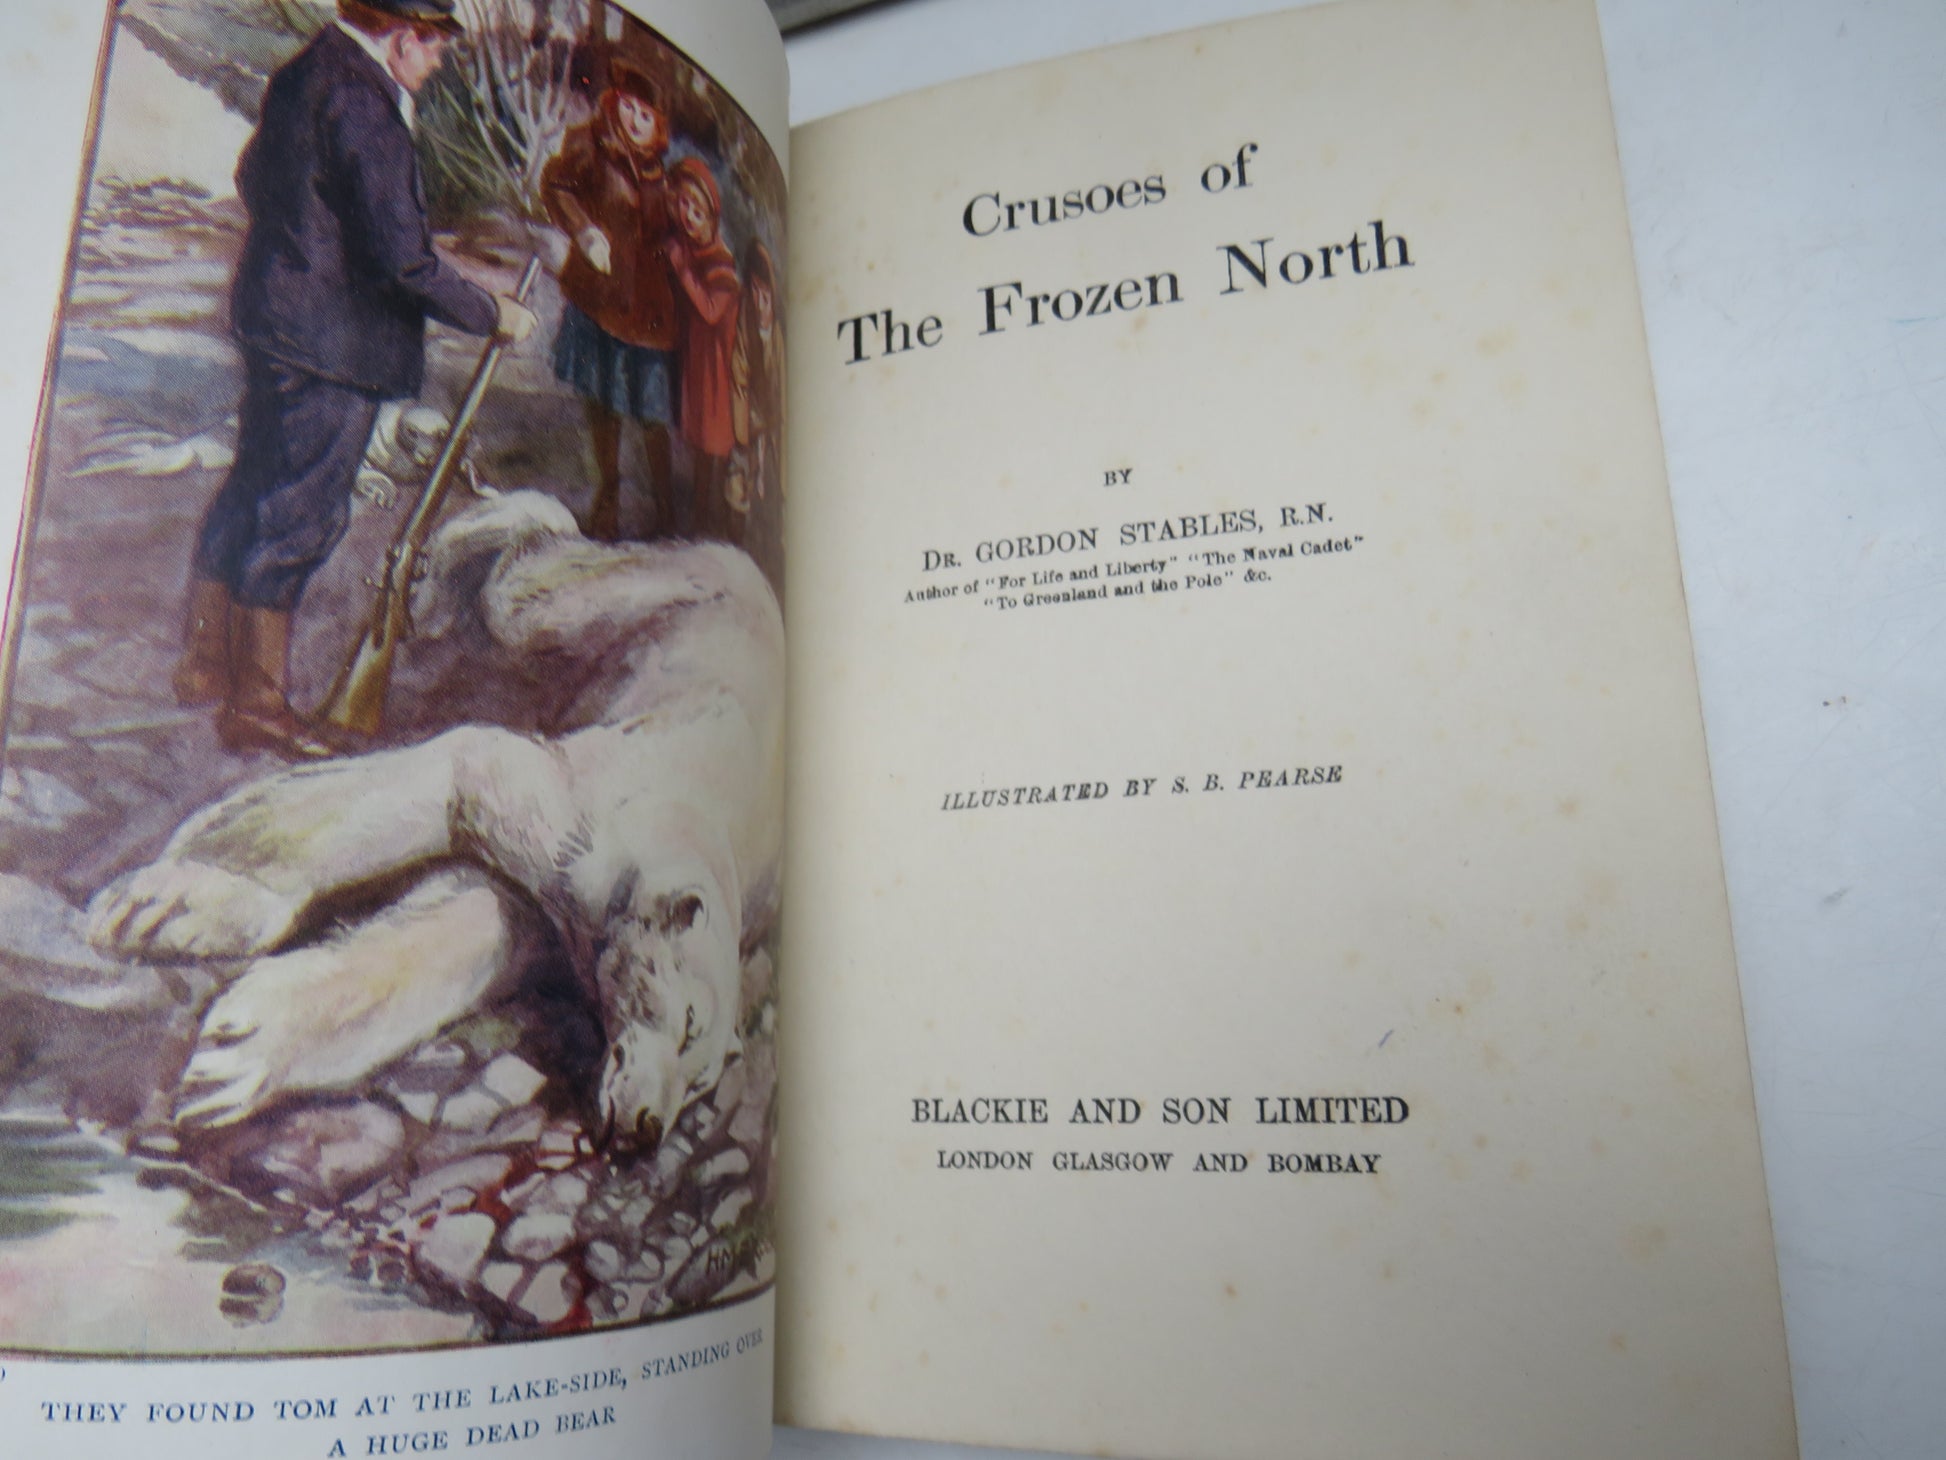 THEY FOUND TOM AT THE LAKE-SIDE, STANDING OVER
A HUGE DEAD BEAR
Crusoes of
The Frozen North
BY
DR. GORDON STABLES, R.N.
Author of "For Life and Liberty" "The Naval Cadet"
"To Greenland and the Pole" &c.
ILLUSTRATED BY S. B. PEARSE
BLACKIE AND SON LIMITED
LONDON GLASGOW AND BOMBAY